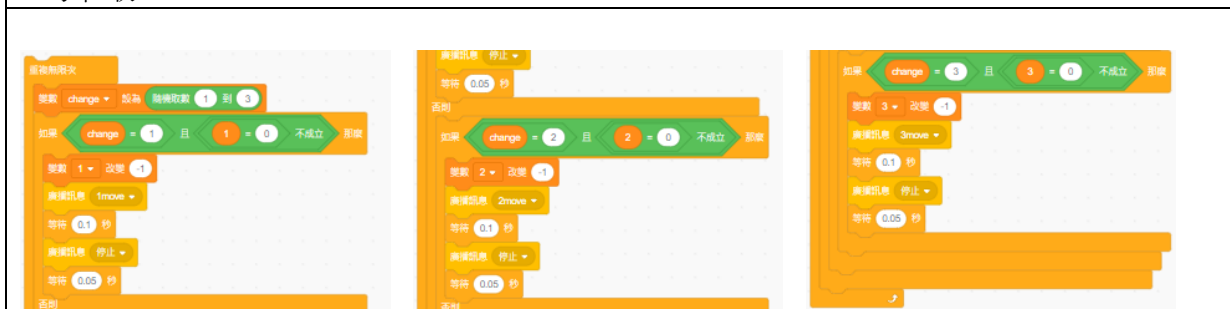 重複無限次
變數 change 設為 隨機取數 1 到 3
如果 change = 1 且 1 = 0 不成立 那麼
變數 1 改變 -1
廣播訊息 1move
等待 0.1 秒
廣播訊息 停止
等待 0.05 秒
否則
廣播訊息 停止
等待 0.05 秒
否則
如果 change = 2 且 2 = 0 不成立 那麼
變數 2 改變 -1
廣播訊息 2move
等待 0.1 秒
廣播訊息 停止
等待 0.05 秒
否則
如果 change = 3 且 3 = 0 不成立 那麼
變數 3 改變 -1
廣播訊息 3move
等待 0.1 秒
廣播訊息 停止
等待 0.05 秒